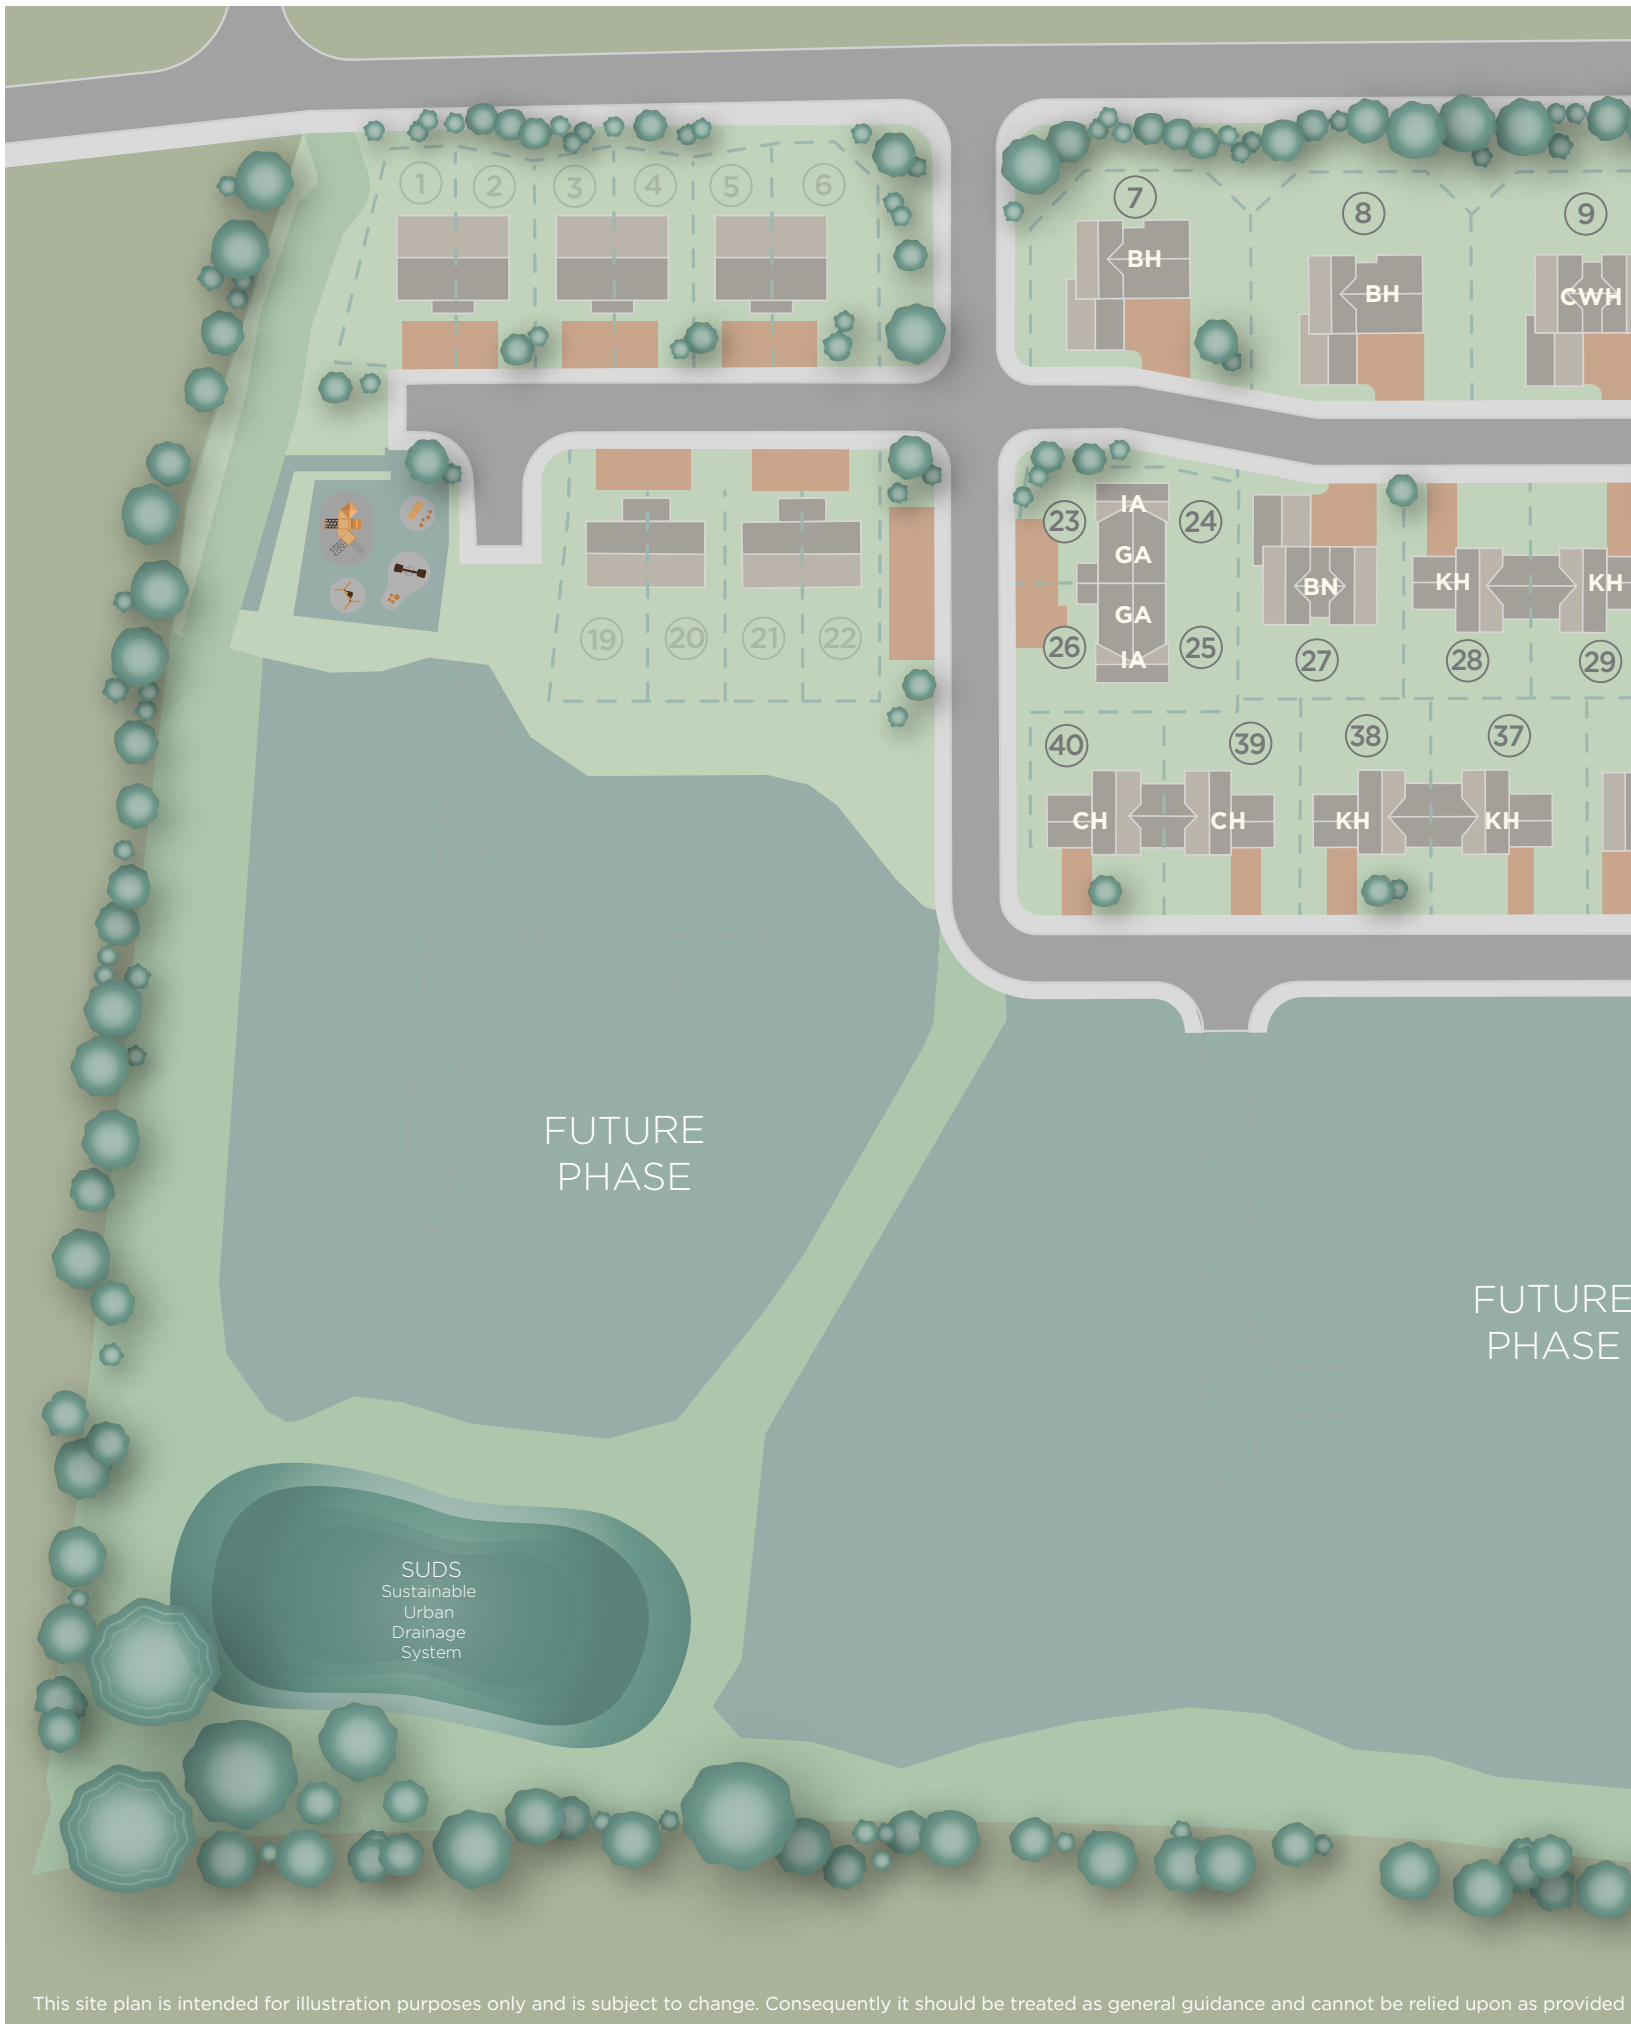 1 2 3 4 5 6
7 8 9
BH BH CWH
23 IA 24
GA
BN KH KH
GA
19 20 21 22
26 IA 25
27 28 29
40 39 38 37
CH CH KH KH
FUTURE
PHASE
FUTURE
PHASE
SUDS
Sustainable
Urban
Drainage
System
This site plan is intended for illustration purposes only and is subject to change. Consequently it should be treated as general guidance and cannot be relied upon as provided